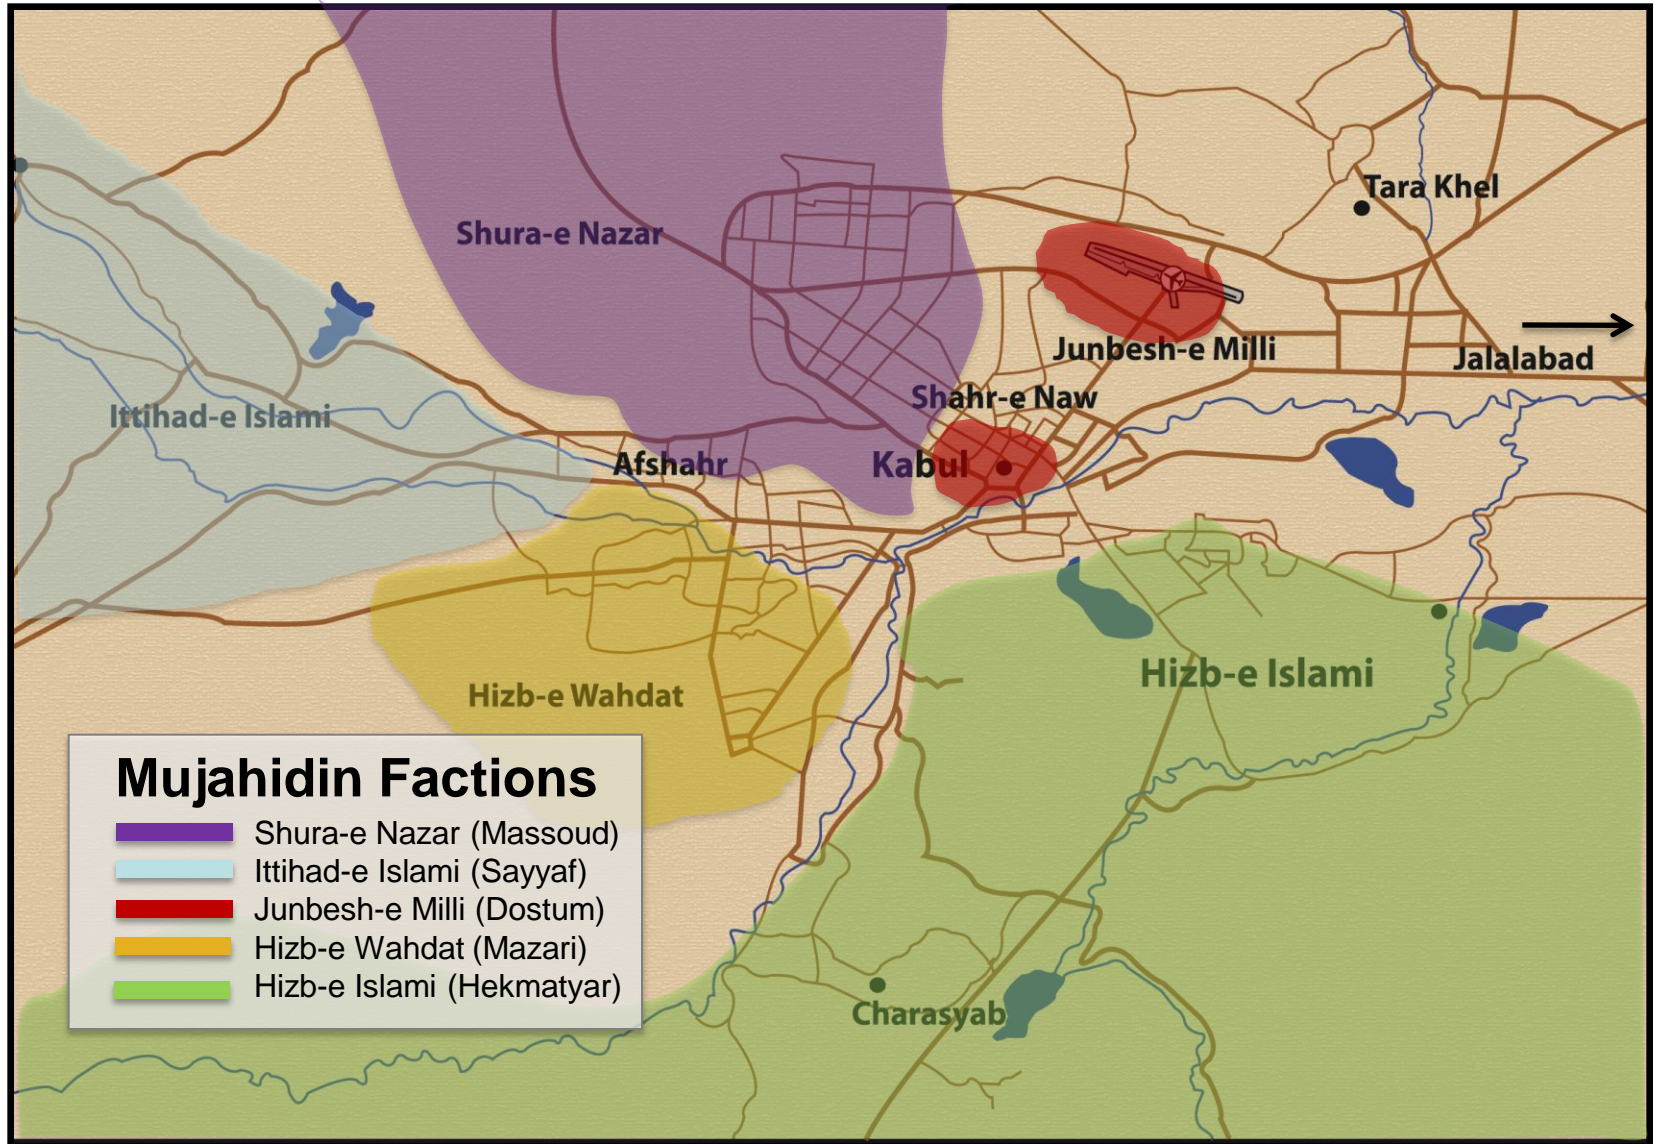 Tara Khel
Shura-e Nazar
Junbesh-e Milli
Jalalabad
Shahr-e Naw
Ittihad-e Islami
Afshahr
Kabul
Hizb-e Islami
Hizb-e Wahdat
Mujahidin Factions
Shura-e Nazar (Massoud)
Ittihad-e Islami (Sayyaf)
Junbesh-e Milli (Dostum)
Hizb-e Wahdat (Mazari)
Hizb-e Islami (Hekmatyar)
Charasyab